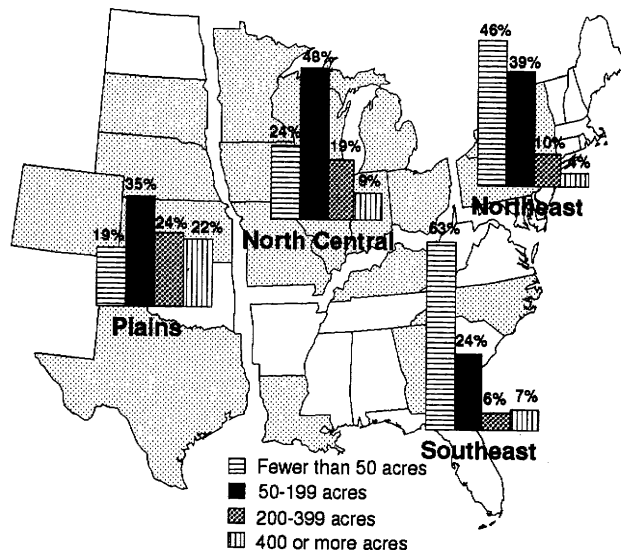 46%
48%
39%
24%
19%
10%
9%
4%
Northeast
35%
19%
24%
22%
North Central
63%
Plains
24%
6%
7%
Southeast
Fewer than 50 acres
50-199 acres
200-399 acres
400 or more acres